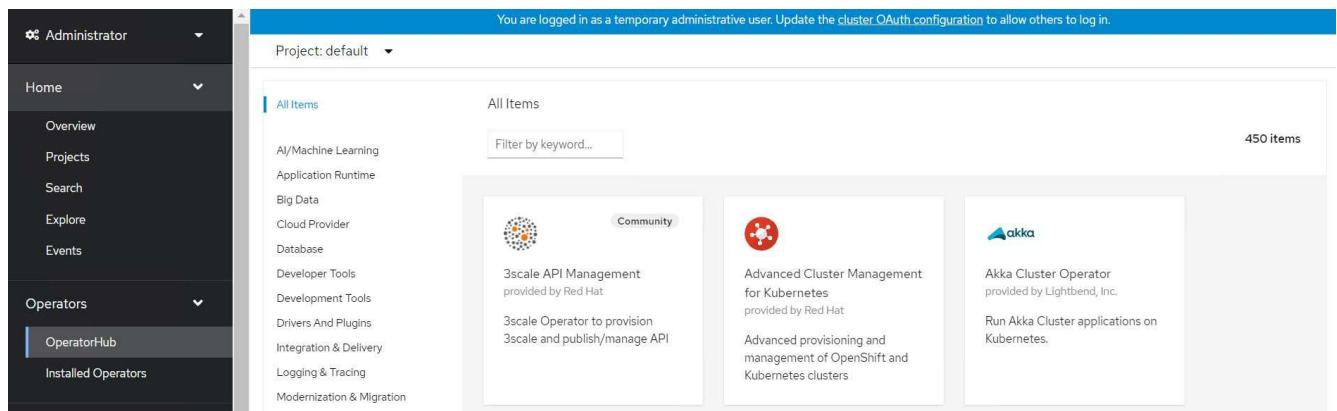 You are logged in as a temporary administrative user. Update the cluster OAuth configuration to allow others to log in.
Administrator
Project: default
Home
Overview
Projects
Search
Explore
Events
Operators
OperatorHub
Installed Operators
All Items
AI/Machine Learning
Application Runtime
Big Data
Cloud Provider
Database
Developer Tools
Development Tools
Drivers And Plugins
Integration & Delivery
Logging & Tracing
Modernization & Migration
All Items
Filter by keyword...
450 items
Community
3scale API Management
provided by Red Hat
3scale Operator to provision
3scale and publish/manage API
Advanced Cluster Management
for Kubernetes
provided by Red Hat
Advanced provisioning and
management of OpenShift and
Kubernetes clusters
akka
Akka Cluster Operator
provided by Lightbend, Inc.
Run Akka Cluster applications on
Kubernetes.